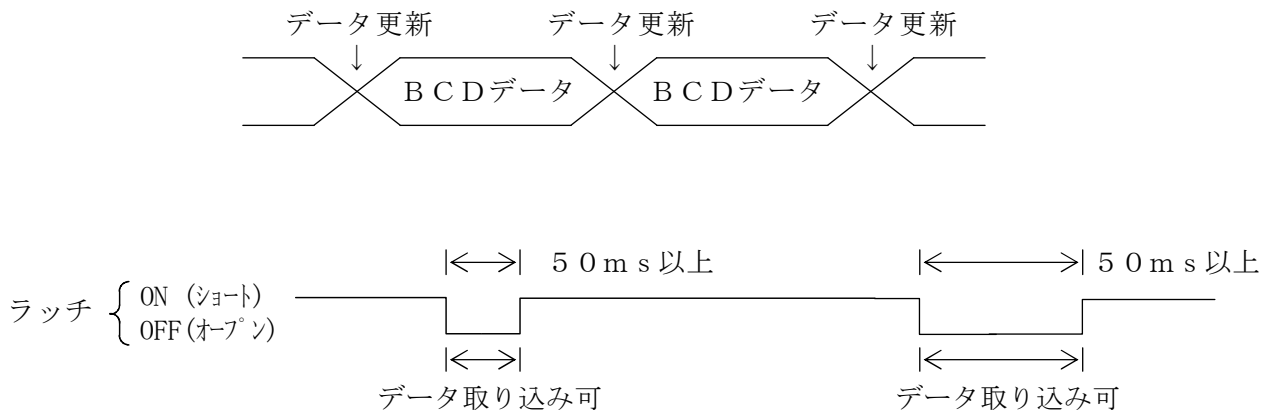 データ更新 データ更新 データ更新
↓ ↓ ↓
ＢＣＤデータ ＢＣＤデータ
５０ｍｓ以上 ５０ｍｓ以上
ラッチ { ON (ｼｮｰﾄ)
OFF(ｵｰﾌﾟﾝ)
データ取り込み可 データ取り込み可